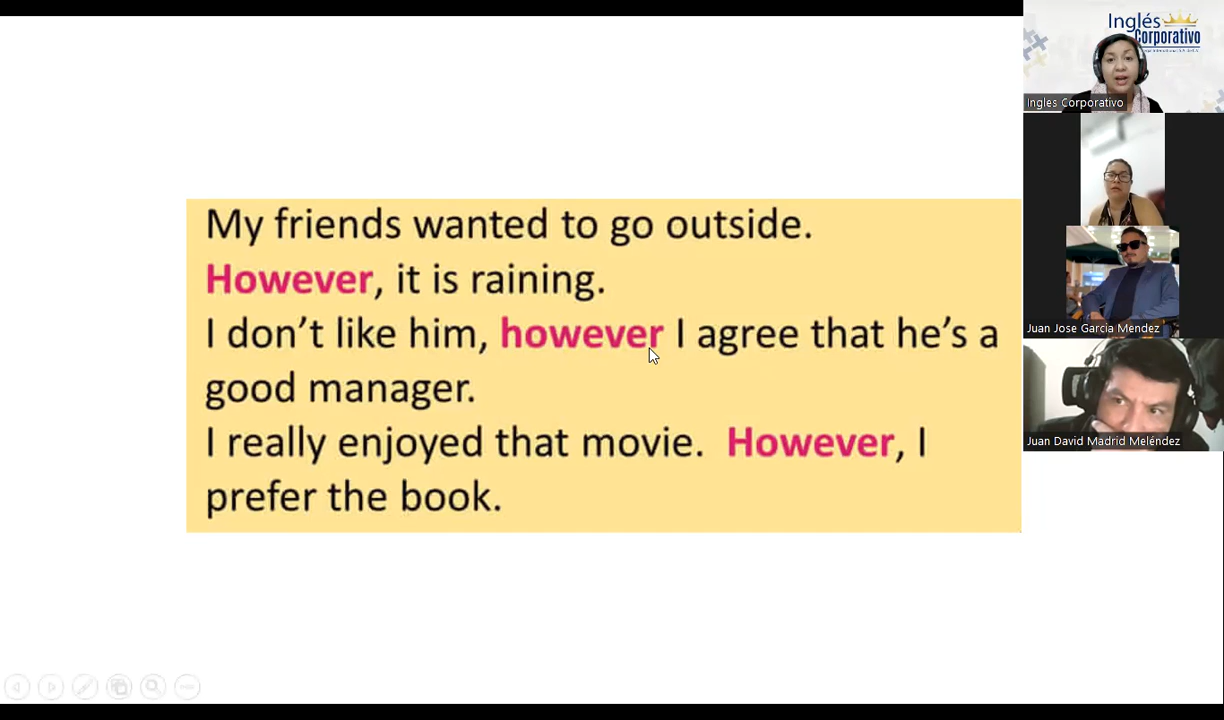 Inglés
Corporativo
Ingles Corporativo
My friends wanted to go outside.
However, it is raining.
I don’t like him, however I agree that he’s a
good manager.
I really enjoyed that movie. However, I
prefer the book.
Juan Jose Garcia Mendez
Juan David Madrid Meléndez